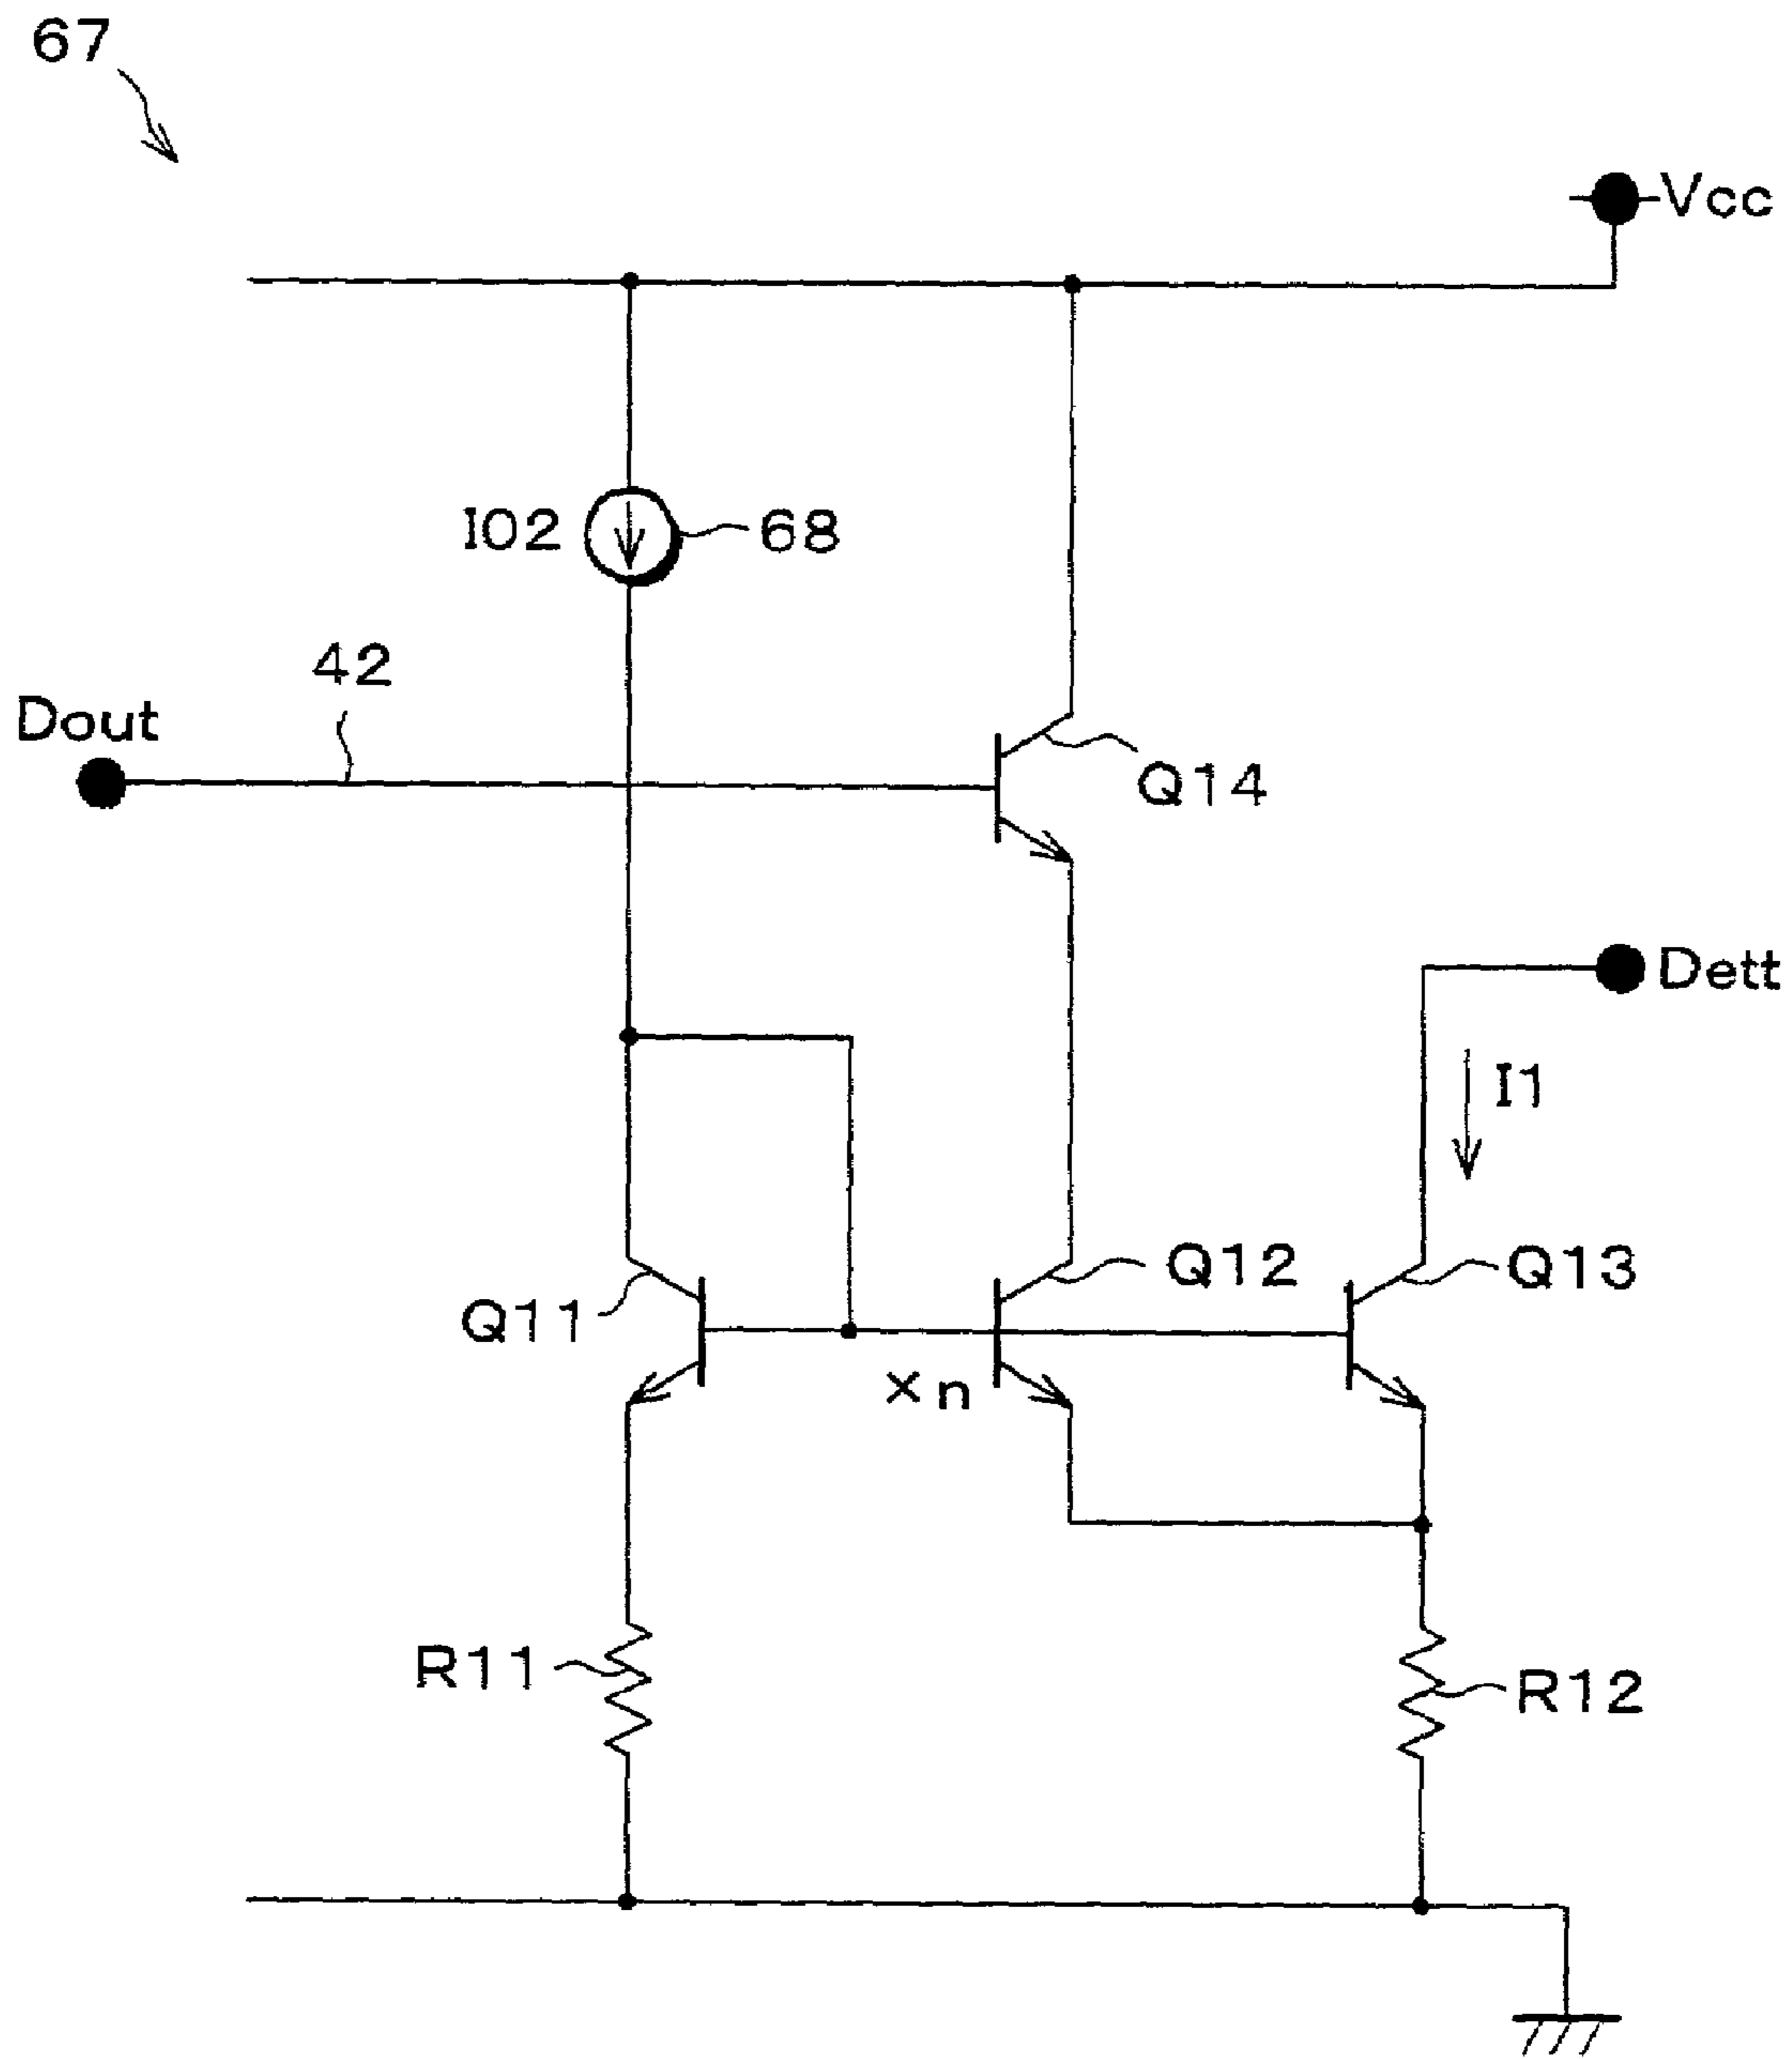 67
Vcc
I02
68
42
Dout
Q14
Dett
I1
Q12
Q13
Q11
×n
R11
R12